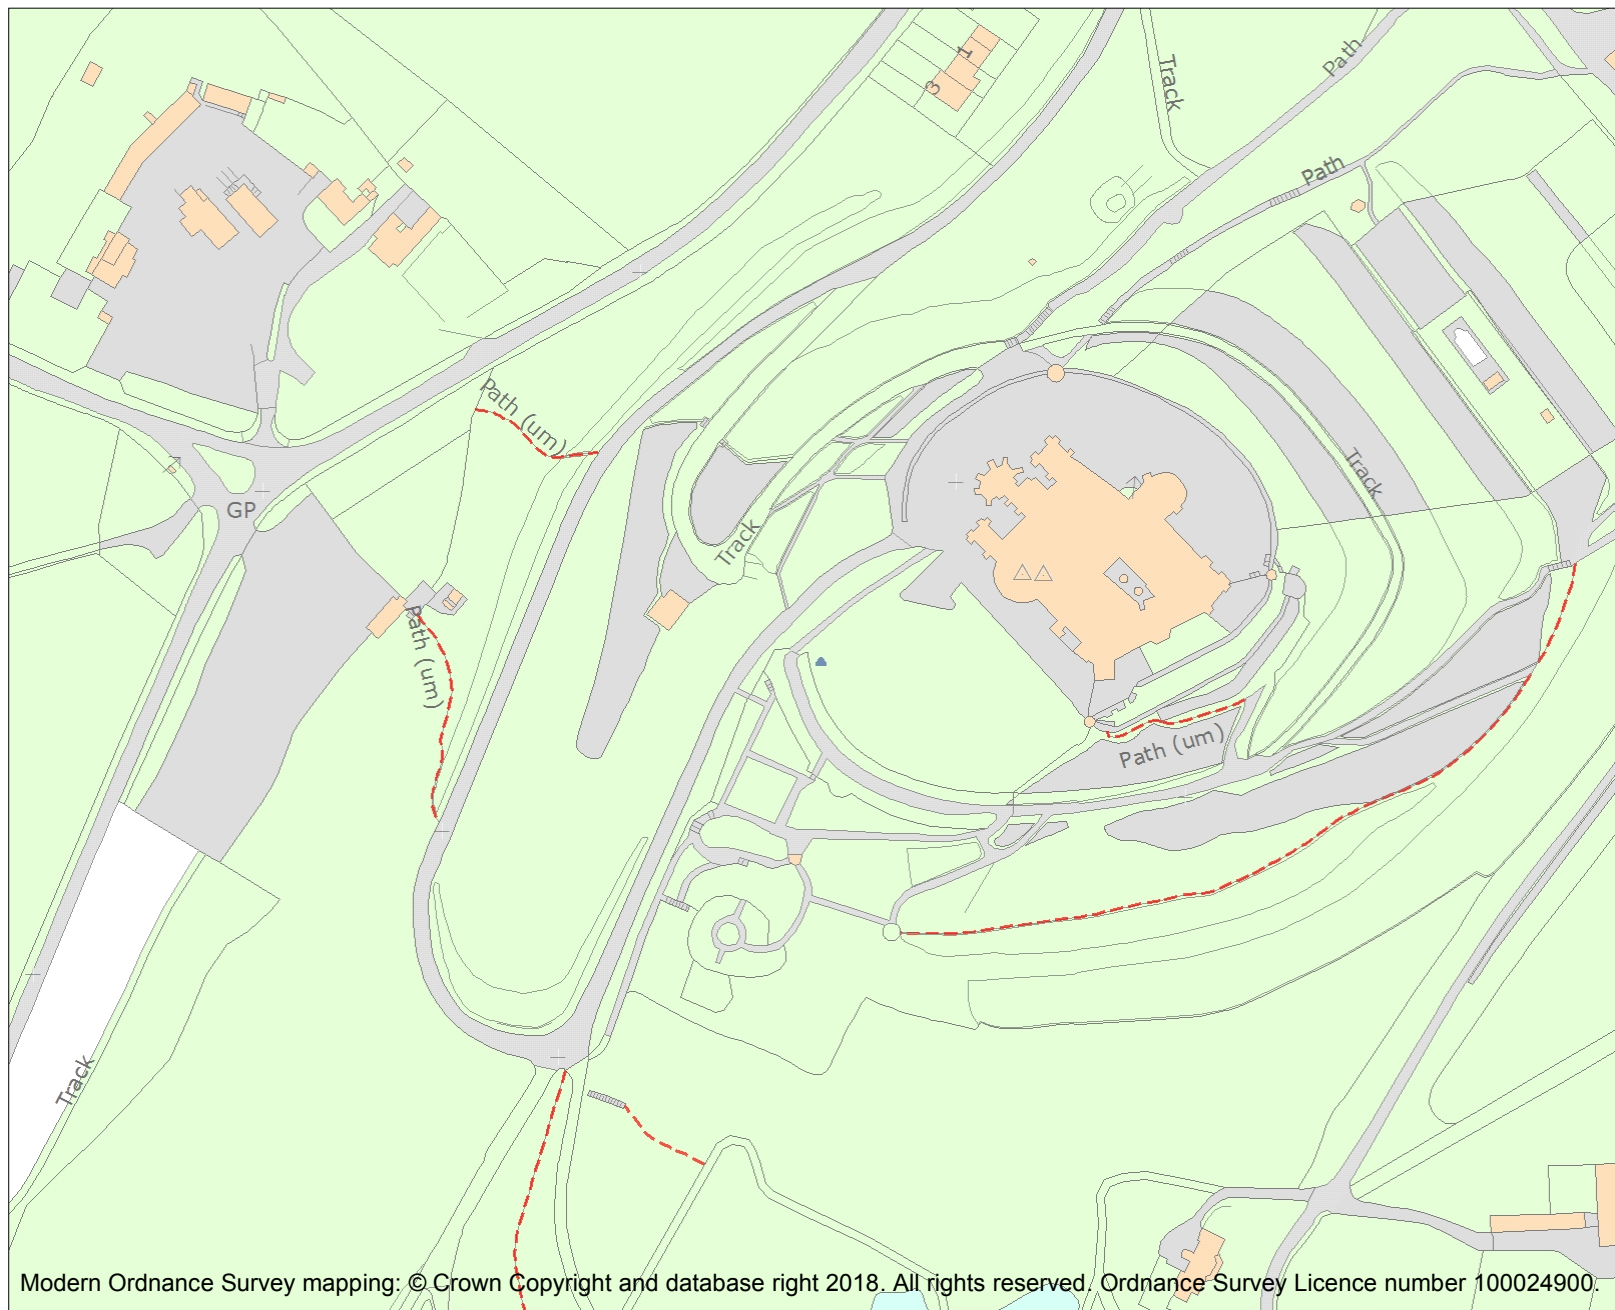 1
3
Track
Path
Path
Path (um)
Track
GP
Track
Path (um)
Path (um)
Track
Modern Ordnance Survey mapping: © Crown Copyright and database right 2018. All rights reserved. Ordnance Survey Licence number 100024900.